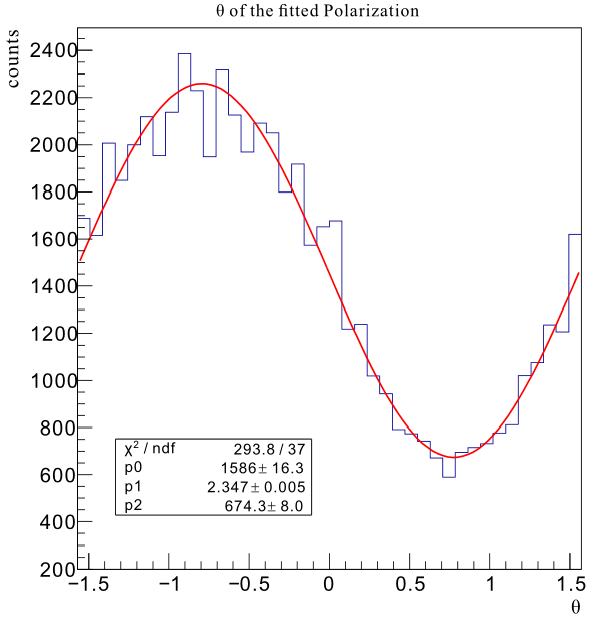 θ of the fitted Polarization
counts
2400
2200
2000
1800
1600
1400
1200
1000
800
600
400
200
χ² / ndf 293.8 / 37
p0 1586 ± 16.3
p1 2.347 ± 0.005
p2 674.3 ± 8.0
−1.5 −1 −0.5 0 0.5 1 1.5
θ